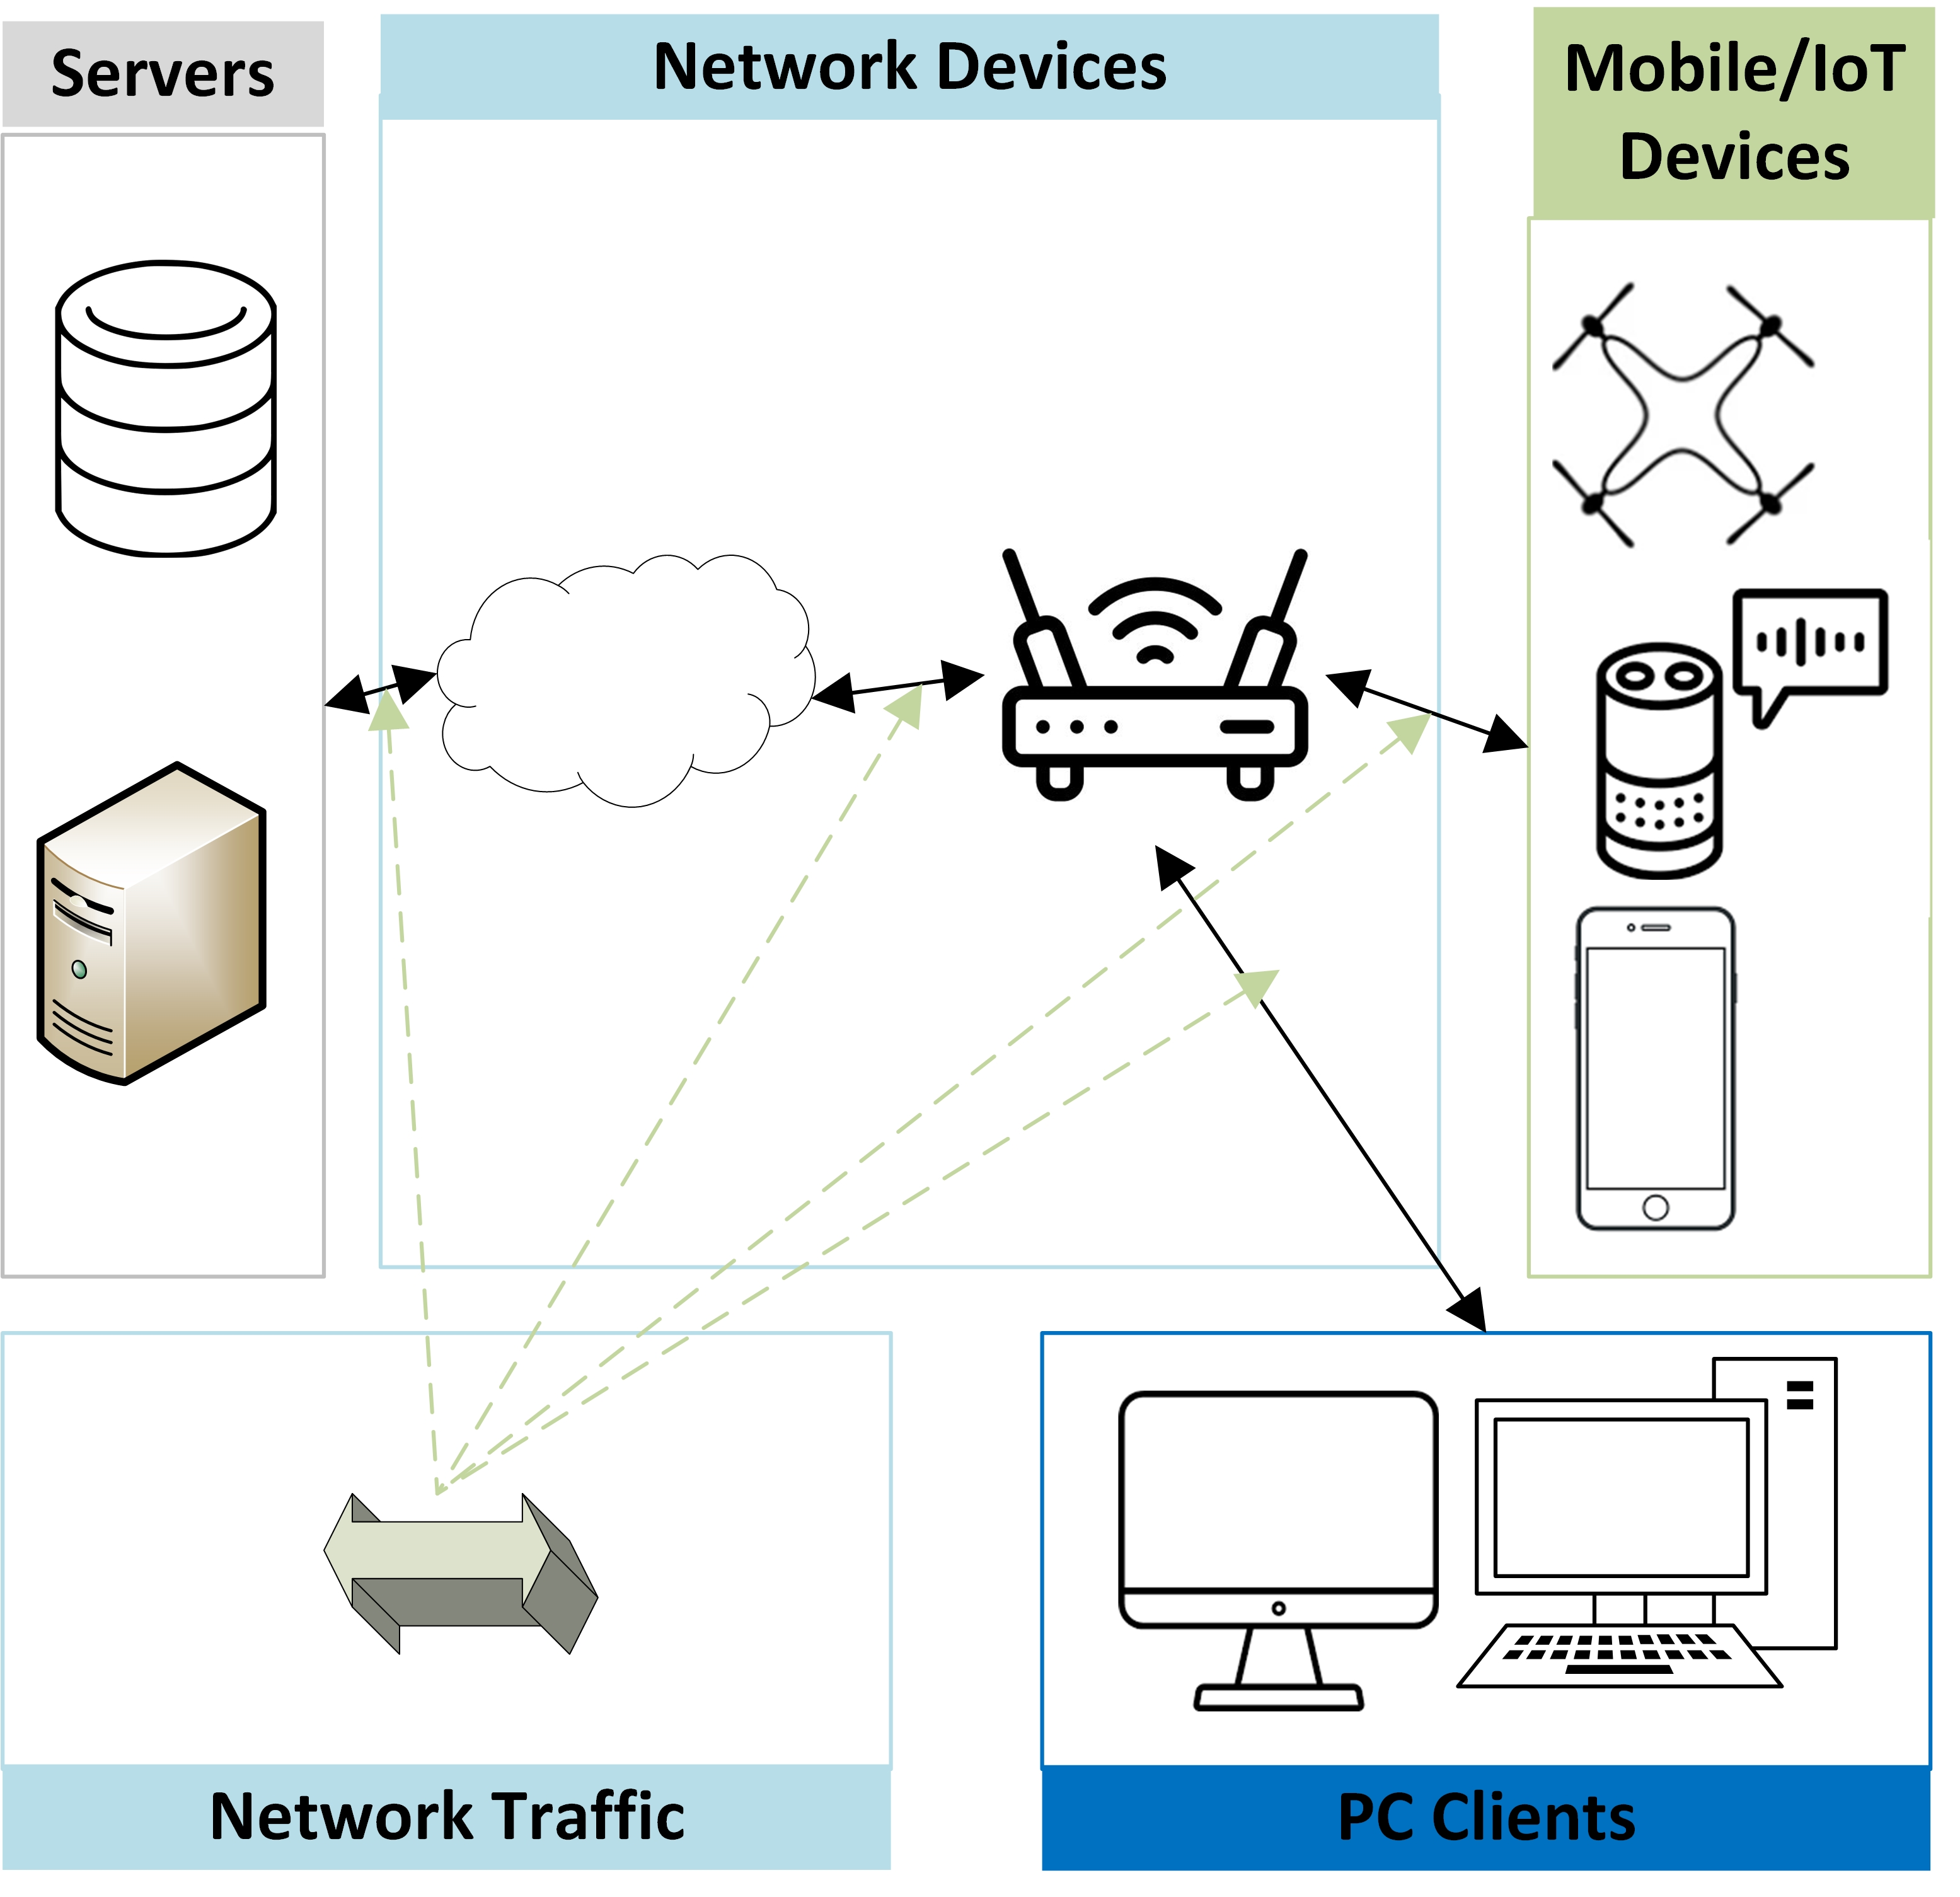 Servers
Network Devices
Mobile/IoT
Devices
Network Traffic
PC Clients